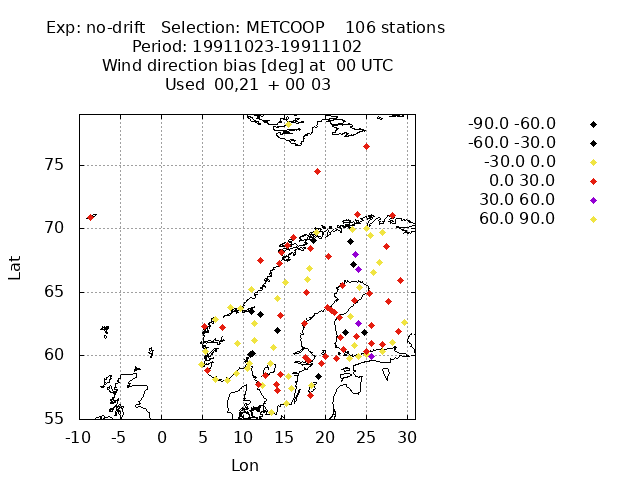 Exp: no-drift   Selection: METCOOP    106 stations
Period: 19911023-19911102
Wind direction bias [deg] at  00 UTC
Used  00,21  + 00 03
-90.0 -60.0
-60.0 -30.0
-30.0 0.0
0.0 30.0
30.0 60.0
60.0 90.0
75
70
65
60
55
Lat
-10 -5 0 5 10 15 20 25 30
Lon